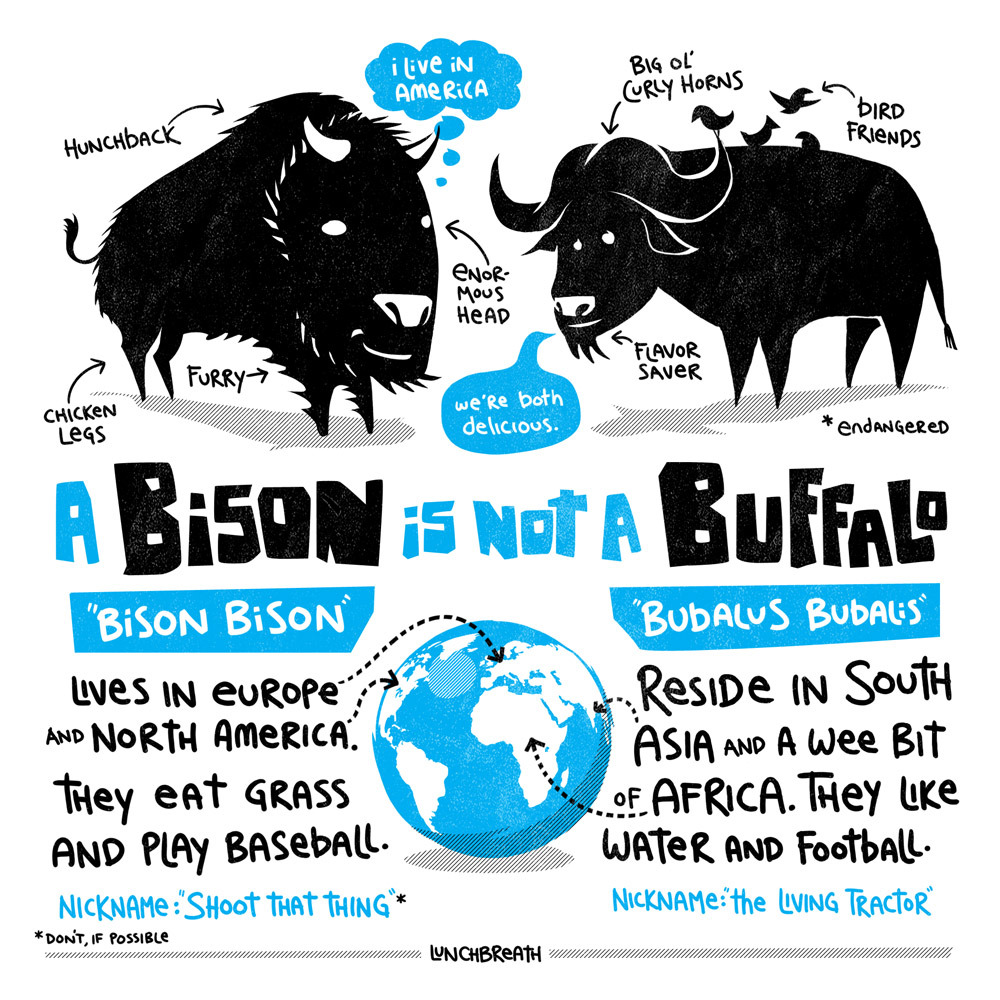 i live in
America
Hunchback
Enor-
mous
Head
Furry
Chicken
Legs
Big ol'
Curly Horns
Bird
Friends
Flavor
Saver
we're both
delicious.
*endangered
A Bison is not A Buffalo
"Bison Bison"
Lives in Europe
and North America.
They eat grass
and play baseball.
Nickname: "Shoot that thing"*
*Don't, if possible
"Bubalus Bubalis"
Reside in South
Asia and a wee bit
of Africa. They like
water and football.
Nickname: "the Living Tractor"
Lunchbreath